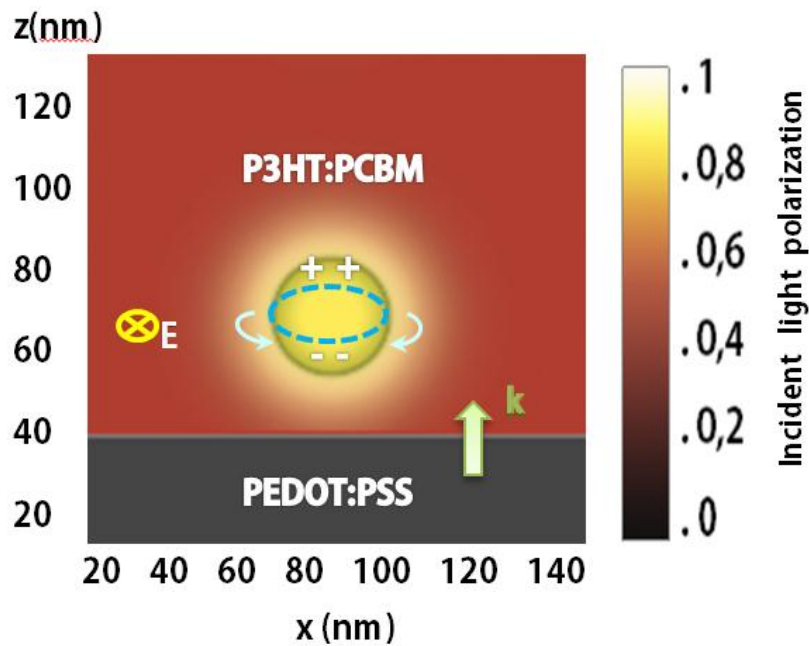 z(nm)
120
100
80
60
40
20
P3HT:PCBM
+ +
- -
E
k
PEDOT:PSS
20 40 60 80 100 120 140
x (nm)
. 1
. 0,8
. 0,6
. 0,4
. 0,2
. 0
Incident light polarization